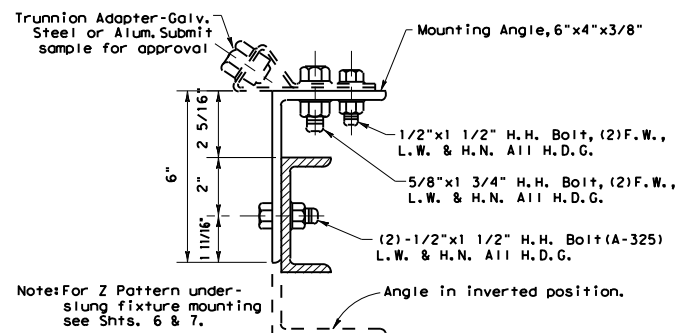 Trunnion Adapter-Galv.
Steel or Alum. Submit
sample for approval
Mounting Angle, 6"x4"x3/8"
2 5/16"
6"
2"
1 11/16"
1/2"x1 1/2" H.H. Bolt, (2)F.W.,
L.W. & H.N. All H.D.G.
5/8"x1 3/4" H.H. Bolt, (2)F.W.,
L.W. & H.N. All H.D.G.
(2)-1/2"x1 1/2" H.H. Bolt(A-325)
L.W. & H.N. All H.D.G.
Note:For Z Pattern under-
slung fixture mounting
see Shts. 6 & 7.
Angle in inverted position.